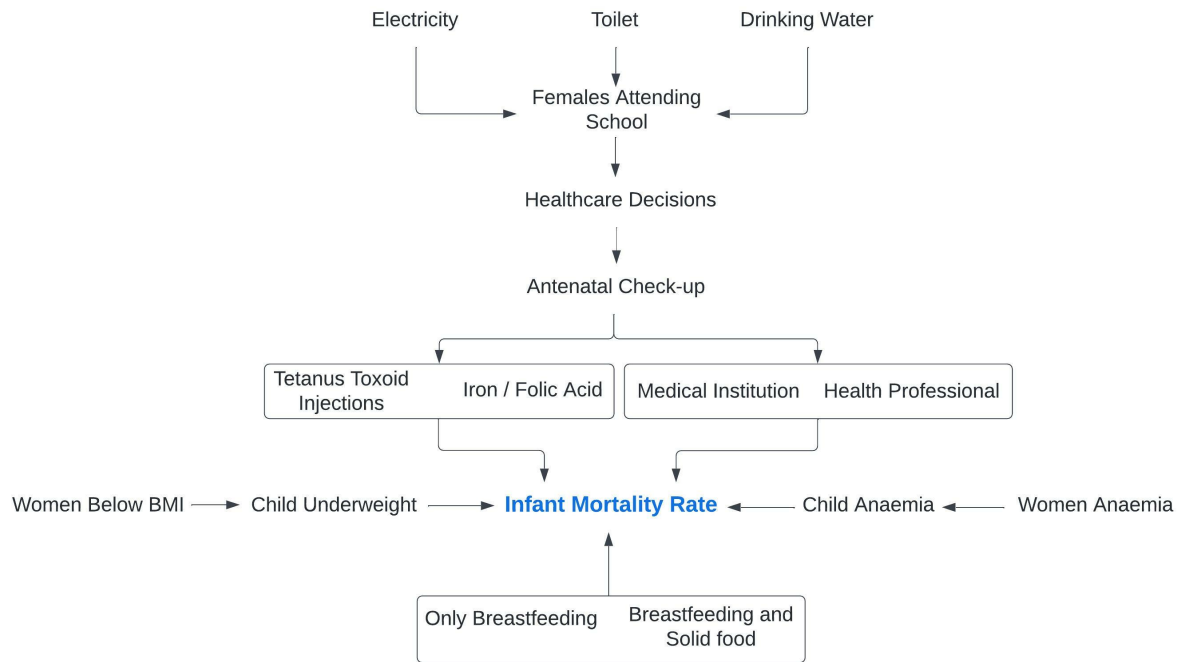 Electricity
Toilet
Drinking Water
Females Attending
School
Healthcare Decisions
Antenatal Check-up
Tetanus Toxoid
Injections
Iron / Folic Acid
Medical Institution
Health Professional
Women Below BMI
Child Underweight
Infant Mortality Rate
Child Anaemia
Women Anaemia
Only Breastfeeding
Breastfeeding and
Solid food